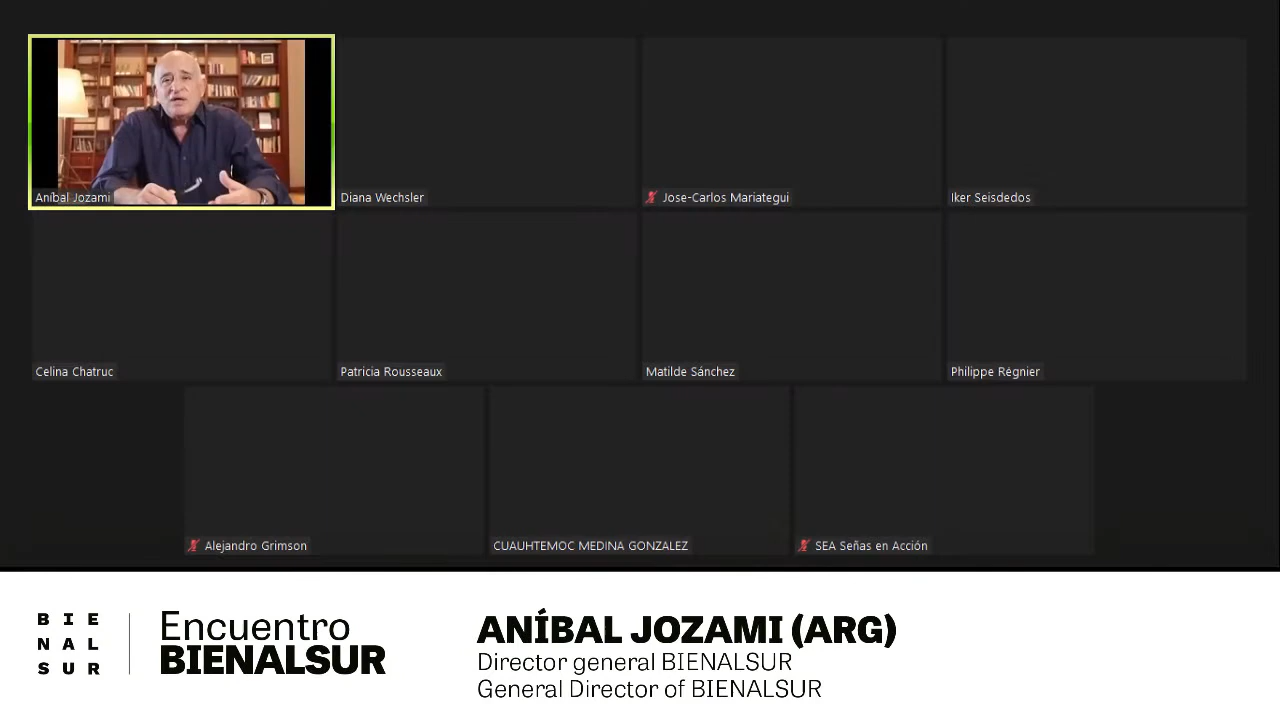 Aníbal Jozami
Diana Wechsler
Jose-Carlos Mariategui
Iker Seisdedos
Celina Chatruc
Patricia Rousseaux
Matilde Sánchez
Philippe Régnier
Alejandro Grimson
CUAUHTEMOC MEDINA GONZALEZ
SEA Señas en Acción
BIE
NAL
SUR
Encuentro
BIENALSUR
ANÍBAL JOZAMI (ARG)
Director general BIENALSUR
General Director of BIENALSUR